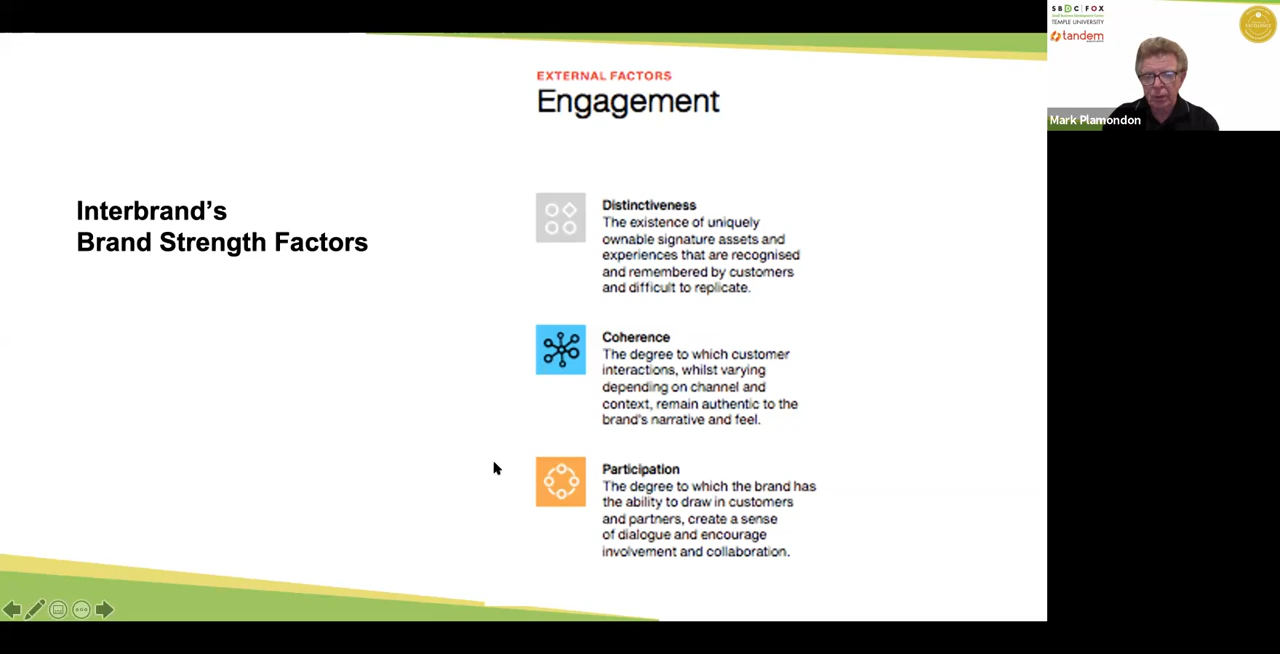 EXTERNAL FACTORS
Engagement
Interbrand's
Brand Strength Factors
Distinctiveness
The existence of uniquely
ownable signature assets and
experiences that are recognised
and remembered by customers
and difficult to replicate.
Coherence
The degree to which customer
interactions, whilst varying
depending on channel and
context, remain authentic to the
brand's narrative and feel.
Participation
The degree to which the brand has
the ability to draw in customers
and partners, create a sense
of dialogue and encourage
involvement and collaboration.
SBDC | FOX
Small Business Development Center
TEMPLE UNIVERSITY
tandem
Mark Plamondon